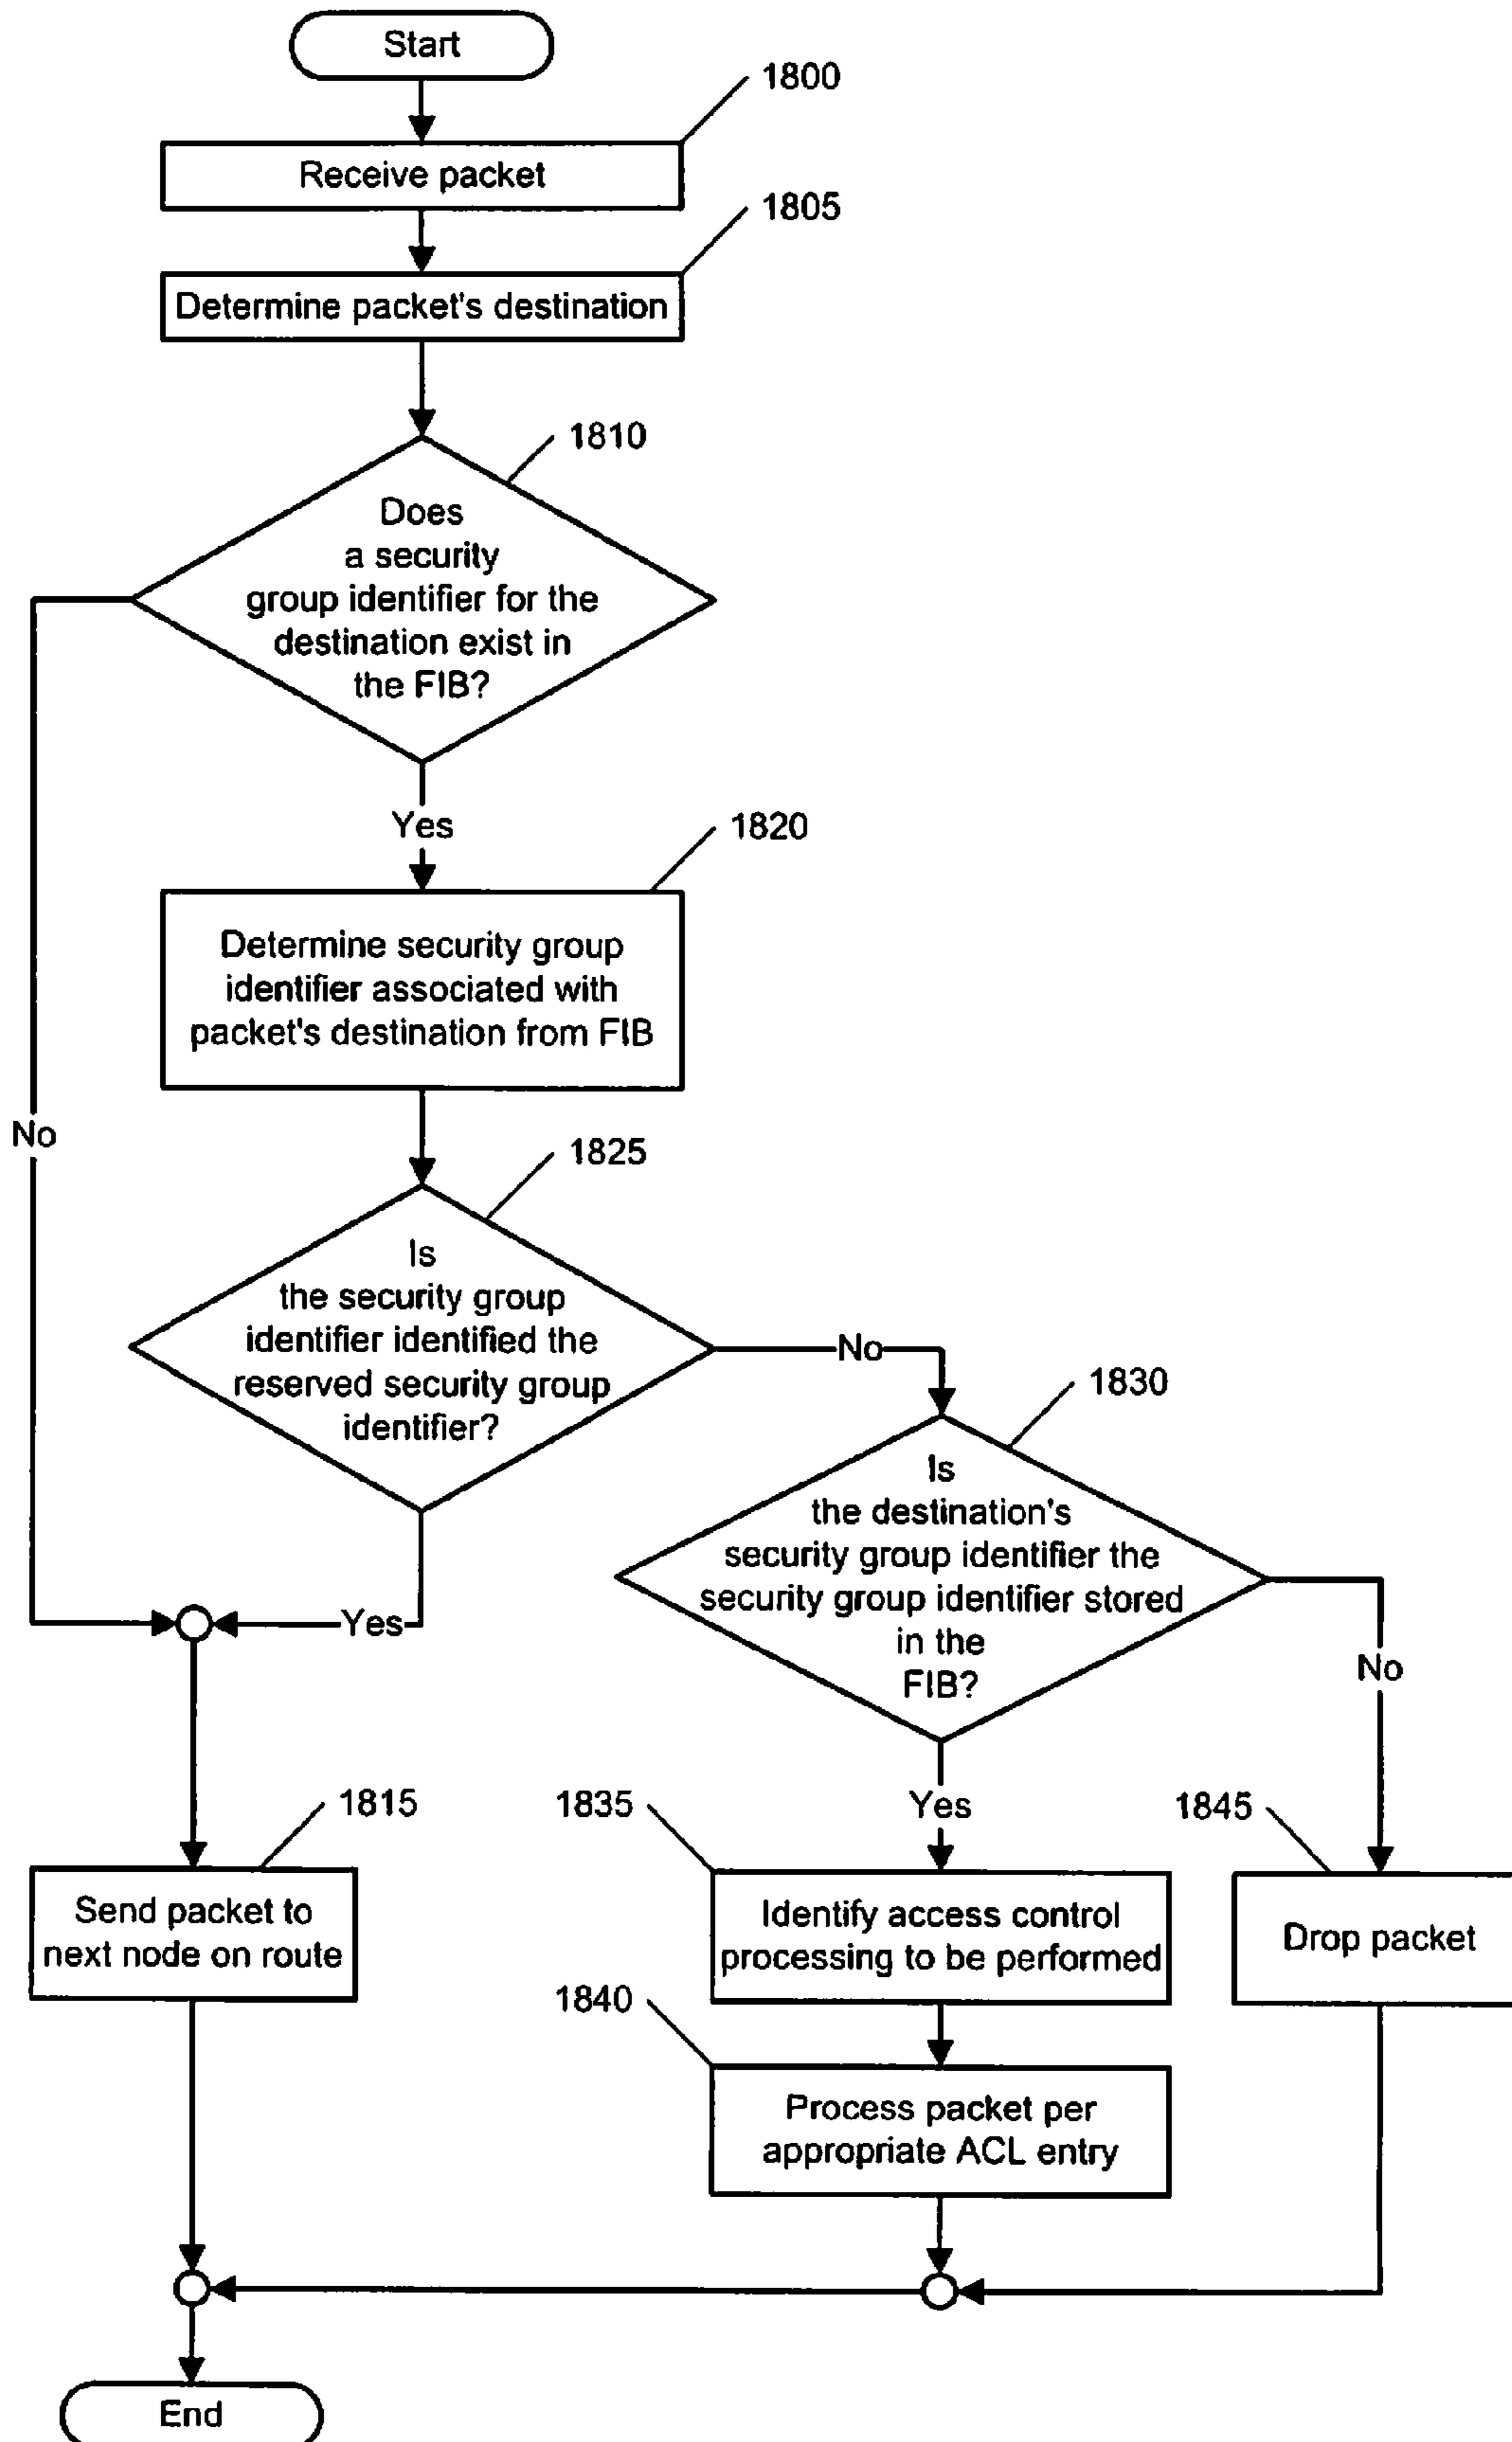 Start
1800
Receive packet
1805
Determine packet's destination
1810
Does
a security
group identifier for the
destination exist in
the FIB?
Yes
1820
Determine security group
identifier associated with
packet's destination from FIB
No
1825
Is
the security group
identifier identified the
reserved security group
identifier?
No
1830
Is
the destination's
security group identifier the
security group identifier stored
in the
FIB?
Yes
No
1815
1835
Yes
1845
Send packet to
next node on route
Identify access control
processing to be performed
Drop packet
1840
Process packet per
appropriate ACL entry
End